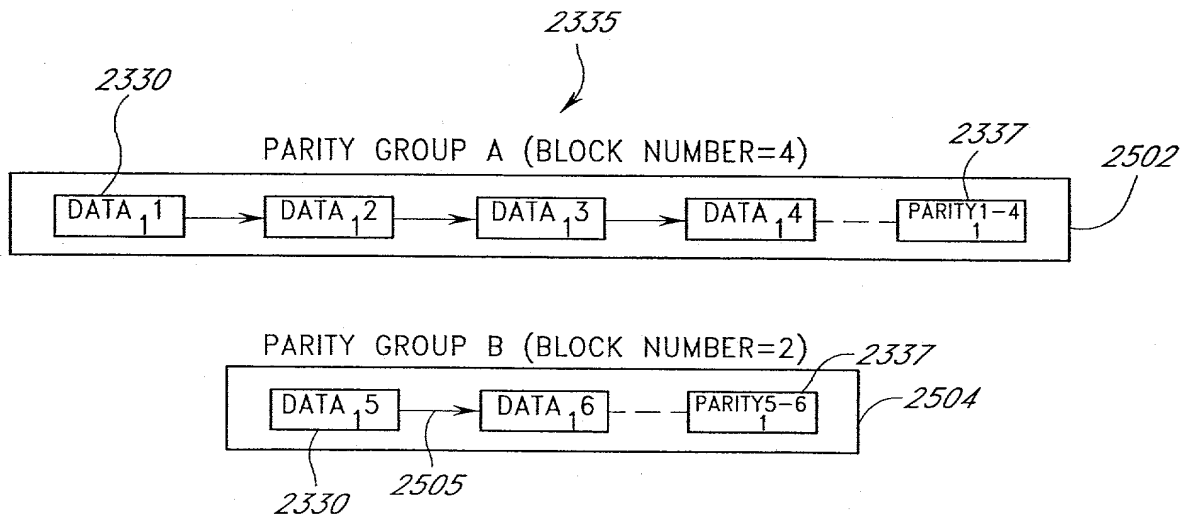 2335
2330
PARITY GROUP A (BLOCK NUMBER=4)
2337
2502
DATA 1 1
DATA 1 2
DATA 1 3
DATA 1 4
PARITY1-4
1
PARITY GROUP B (BLOCK NUMBER=2)
2337
2504
DATA 1 5
DATA 1 6
PARITY5-6
1
2330
2505